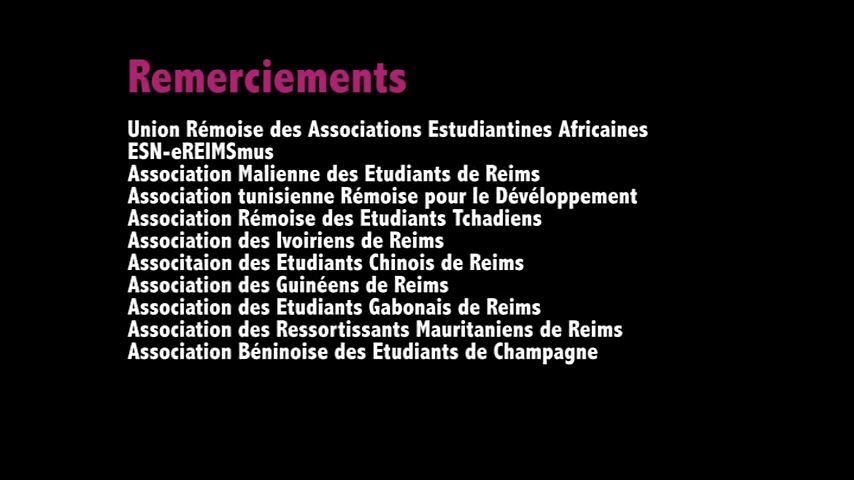 Remerciements
Union Rémoise des Associations Estudiantines Africaines
ESN-eREIMSmus
Association Malienne des Etudiants de Reims
Association tunisienne Rémoise pour le Dévéloppement
Association Rémoise des Etudiants Tchadiens
Association des Ivoiriens de Reims
Associtaion des Etudiants Chinois de Reims
Association des Guinéens de Reims
Association des Etudiants Gabonais de Reims
Association des Ressortissants Mauritaniens de Reims
Association Béninoise des Etudiants de Champagne